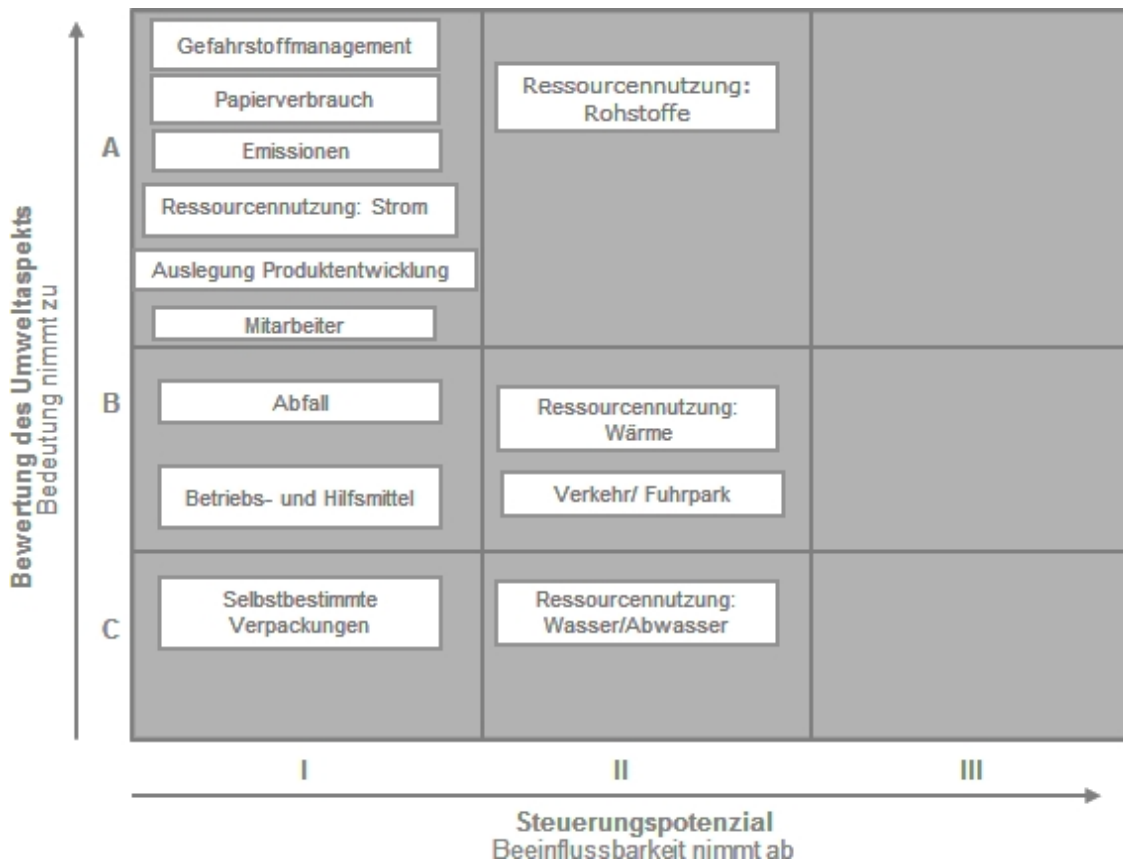 Gefahrstoffmanagement
Papierverbrauch
Emissionen
Ressourcennutzung: Strom
Auslegung Produktentwicklung
Mitarbeiter
Ressourcennutzung:
Rohstoffe
A
Abfall
Betriebs- und Hilfsmittel
Ressourcennutzung:
Wärme
Verkehr/ Fuhrpark
B
Selbstbestimmte
Verpackungen
Ressourcennutzung:
Wasser/Abwasser
C
Bewertung des Umweltaspekts
Bedeutung nimmt zu
I
II
III
Steuerungspotenzial
Beeinflussbarkeit nimmt ab